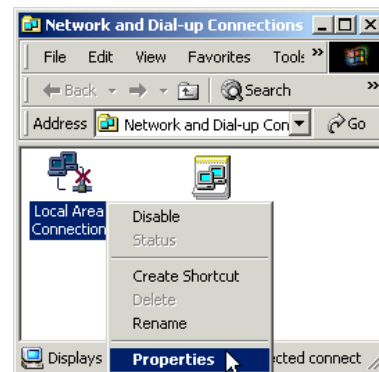 Network and Dial-up Connections
File Edit View Favorites Tools »
Back Search »
Address Network and Dial-up Con Go
Local Area
Connection
Disable
Status
Create Shortcut
Delete
Rename
Properties
Displays ected connect